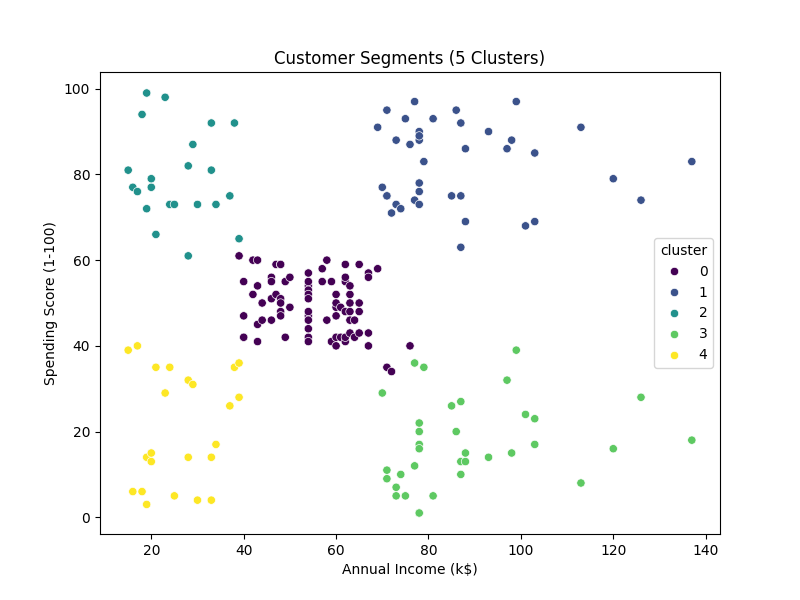 Customer Segments (5 Clusters)
100
80
60
40
20
0
Spending Score (1-100)
cluster
0
1
2
3
4
20 40 60 80 100 120 140
Annual Income (k$)